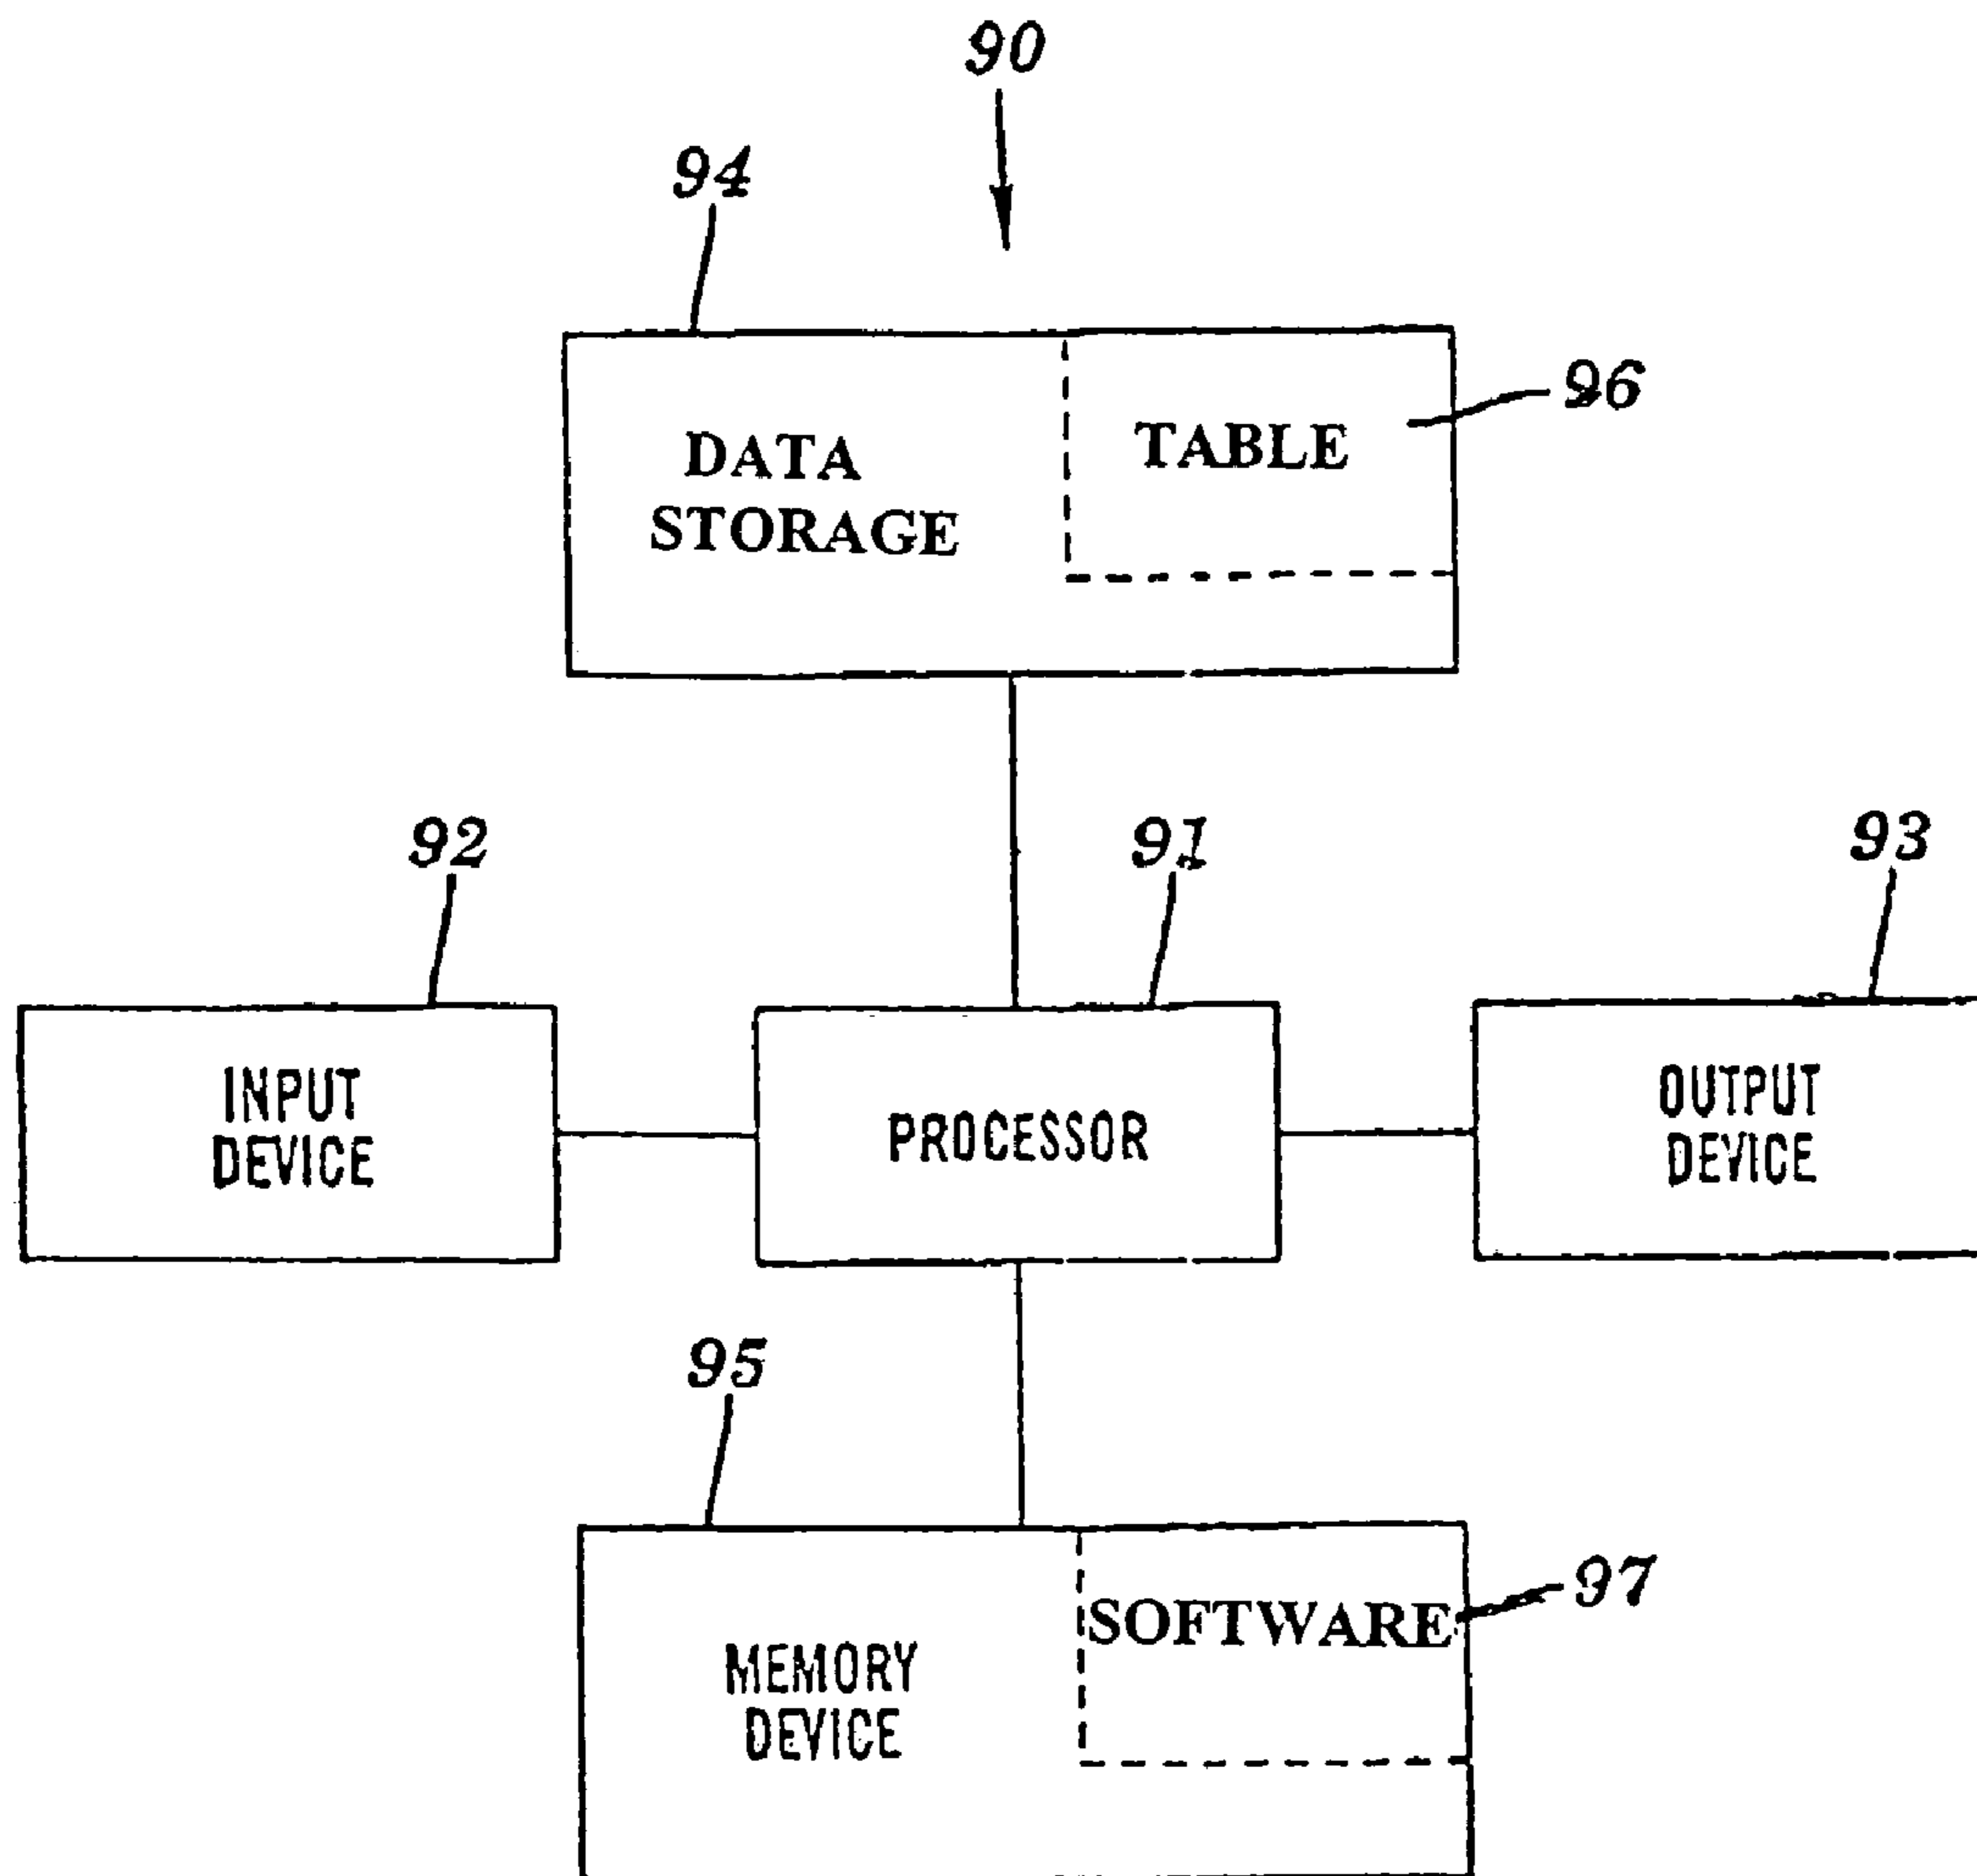 90
94
96
DATA
STORAGE
TABLE
92
91
93
INPUT
DEVICE
PROCESSOR
OUTPUT
DEVICE
95
97
MEMORY
DEVICE
SOFTWARE